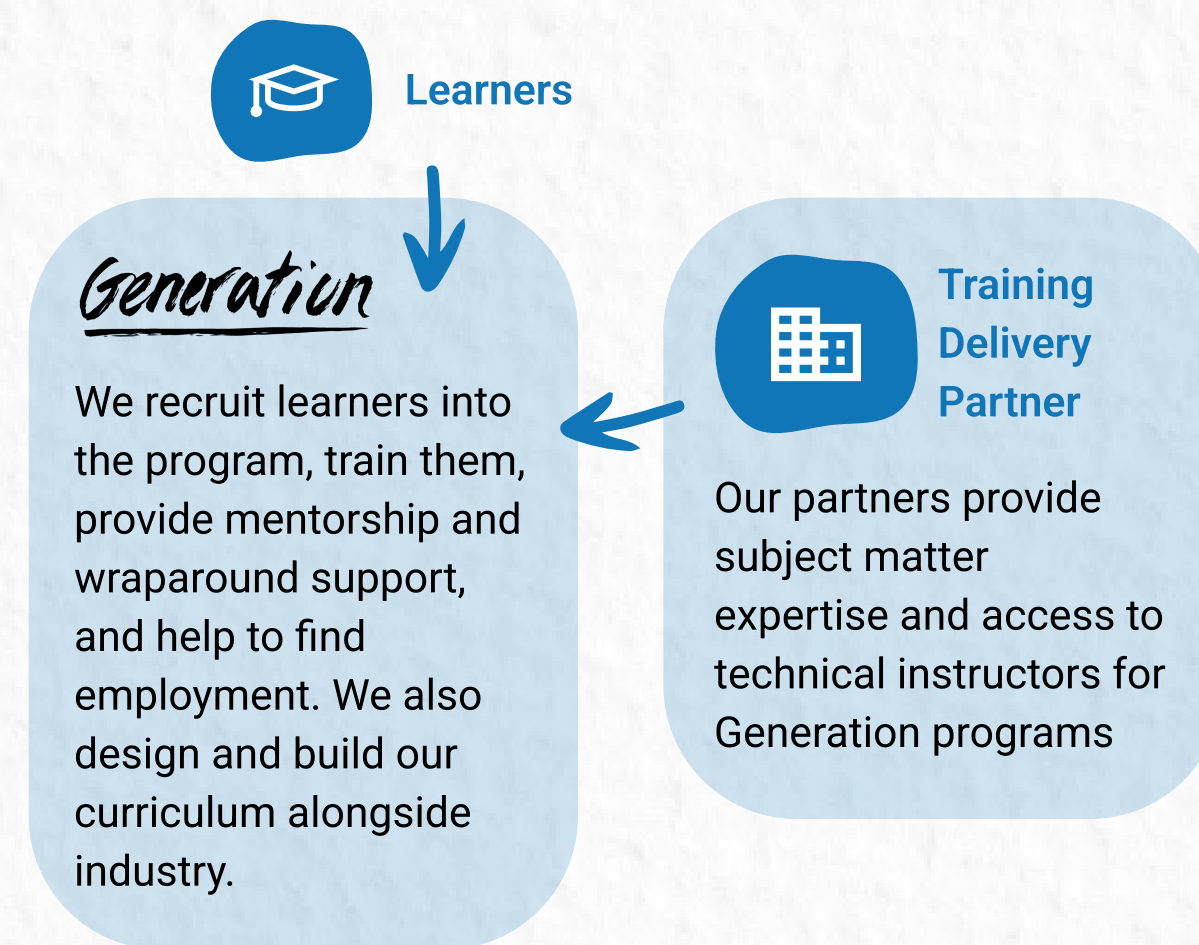 Learners
Generation
We recruit learners into
the program, train them,
provide mentorship and
wraparound support,
and help to find
employment. We also
design and build our
curriculum alongside
industry.
Training
Delivery
Partner
Our partners provide
subject matter
expertise and access to
technical instructors for
Generation programs